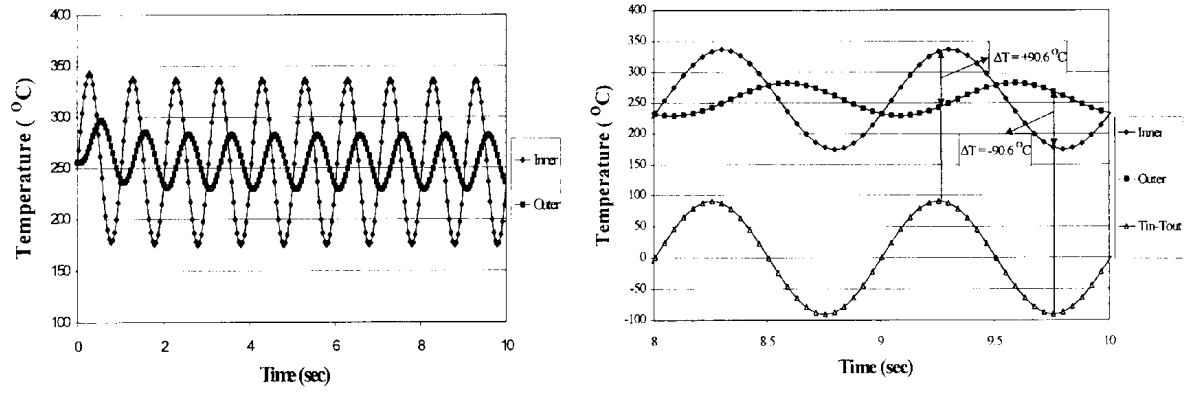 400
350
300
250
200
150
100
Temperature ( °C)
0 2 4 6 8 10
Time (sec)
Inner
Outer
400
350
300
250
200
150
100
50
0
-50
-100
Temperature ( °C)
8 8.5 9 9.5 10
Time (sec)
ΔT = +90.6 °C
ΔT = -90.6 °C
Inner
Outer
Tin-Tout